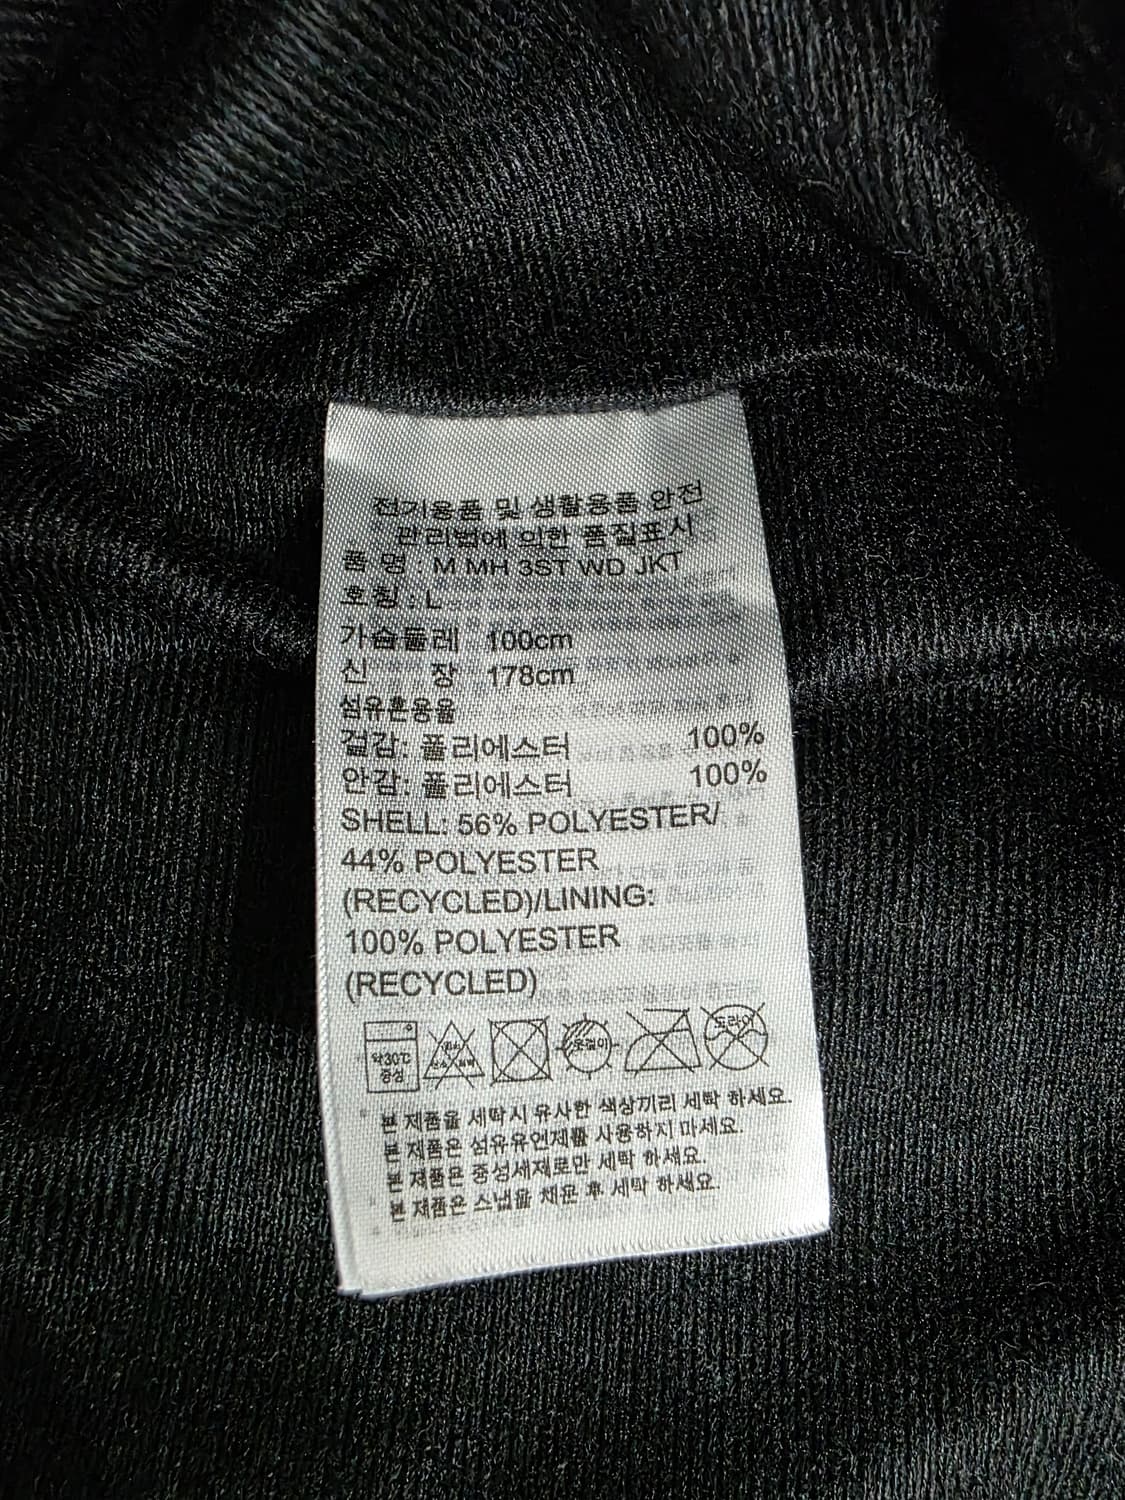 전기용품 및 생활용품 안전
관리법에 의한 품질표시
품 명 : M MH 3ST WD JKT
호칭 : L
가슴둘레 100cm
신 장 178cm
섬유혼용율
겉감: 폴리에스터 100%
안감: 폴리에스터 100%
SHELL: 56% POLYESTER/
44% POLYESTER
(RECYCLED)/LINING:
100% POLYESTER
(RECYCLED)
약30℃ 옷걸이 드라이
중성
본 제품을 세탁시 유사한 색상끼리 세탁 하세요.
본 제품은 섬유유연제를 사용하지 마세요.
본 제품은 중성세제로만 세탁 하세요.
본 제품은 스냅을 채운 후 세탁 하세요.